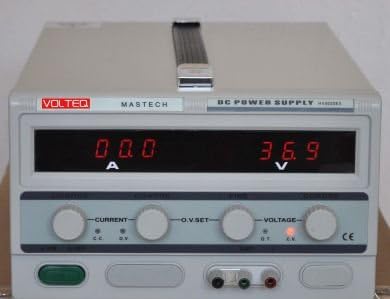 VOLTEQ MASTECH DC POWER SUPPLY
00.0 36.9
A V
CURRENT O.V.SET VOLTAGE
C.C. O.V O.T. C.V.
CE